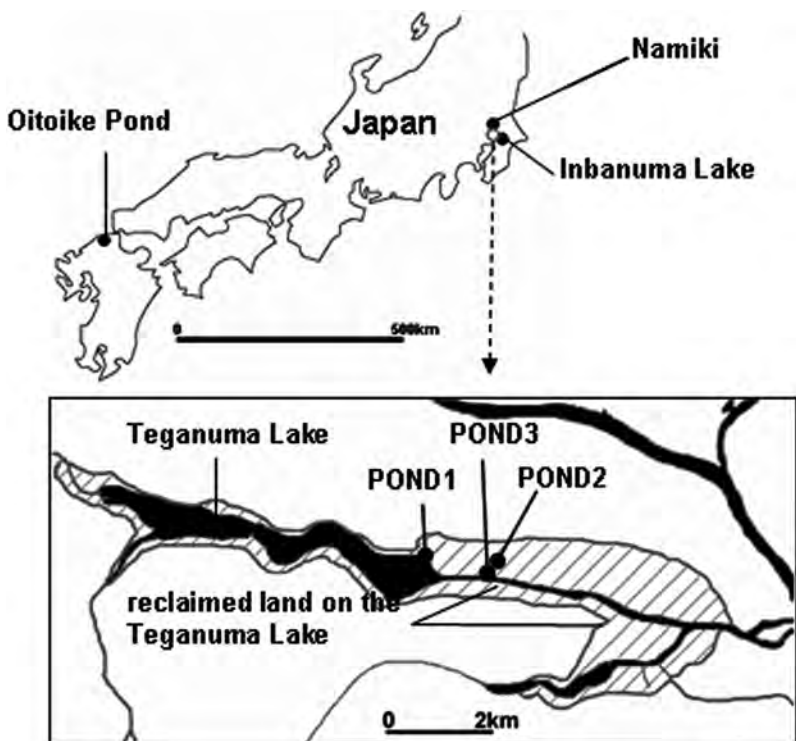 Namiki
Oitoike Pond
Japan
Inbanuma Lake
0 500km
Teganuma Lake
POND3
POND1
POND2
reclaimed land on the
Teganuma Lake
0 2km